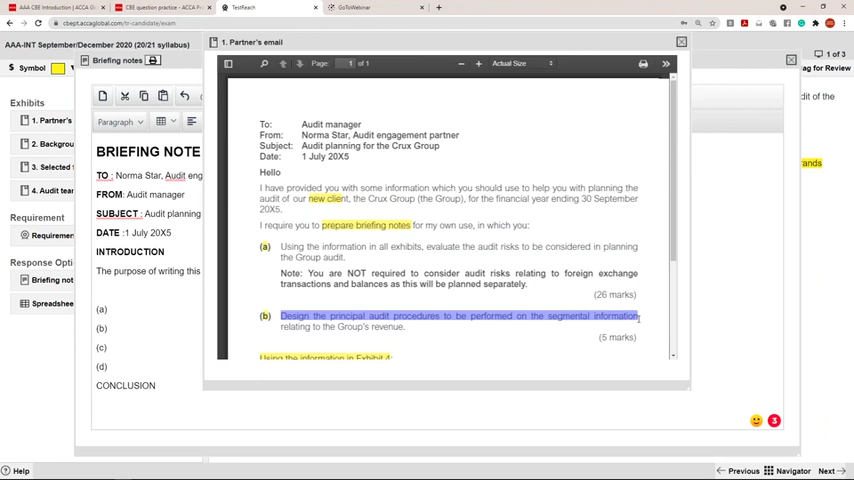 AAA CBE Introduction | ACCA G
CBE question practice - ACCA Pr
TestReach
GoToWebinar
cbept.accaglobal.com/tr-candidate/exam
AAA-INT September/December 2020 (20/21 syllabus)
1 of 3
Symbol
Briefing notes
1. Partner's email
ag for Review
Exhibits
1. Partner's
2. Backgrou
3. Selected
4. Audit tea
Requirement
Requirem
Response Optio
Briefing no
Spreadshe
Paragraph
BRIEFING NOTE
TO : Norma Star, Audit eng
FROM: Audit manager
SUBJECT : Audit planning
DATE :1 July 20X5
INTRODUCTION
The purpose of writing this
(a)
(b)
(c)
(d)
CONCLUSION
Page: 1 of 1
Actual Size
To: Audit manager
From: Norma Star, Audit engagement partner
Subject: Audit planning for the Crux Group
Date: 1 July 20X5
Hello
I have provided you with some information which you should use to help you with planning the
audit of our new client, the Crux Group (the Group), for the financial year ending 30 September
20X5.
I require you to prepare briefing notes for my own use, in which you:
(a) Using the information in all exhibits, evaluate the audit risks to be considered in planning
the Group audit.
Note: You are NOT required to consider audit risks relating to foreign exchange
transactions and balances as this will be planned separately.
(26 marks)
(b) Design the principal audit procedures to be performed on the segmental information
relating to the Group's revenue.
(5 marks)
Using the information in Exhibit 4:
dit of the
ands
3
Help
Previous
Navigator
Next